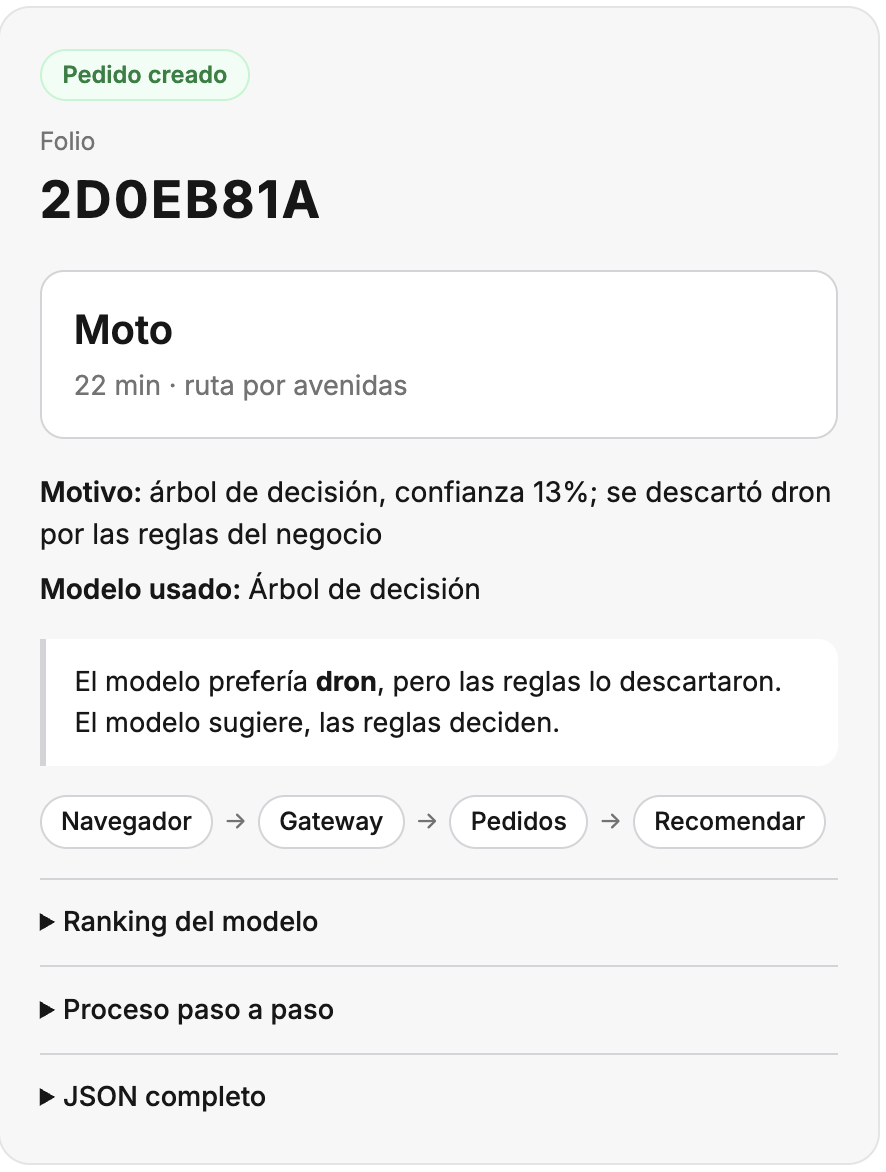 Pedido creado
Folio
2D0EB81A
Moto
22 min · ruta por avenidas
Motivo: árbol de decisión, confianza 13%; se descartó dron
por las reglas del negocio
Modelo usado: Árbol de decisión
El modelo prefería dron, pero las reglas lo descartaron.
El modelo sugiere, las reglas deciden.
Navegador → Gateway → Pedidos → Recomendar
▶ Ranking del modelo
▶ Proceso paso a paso
▶ JSON completo